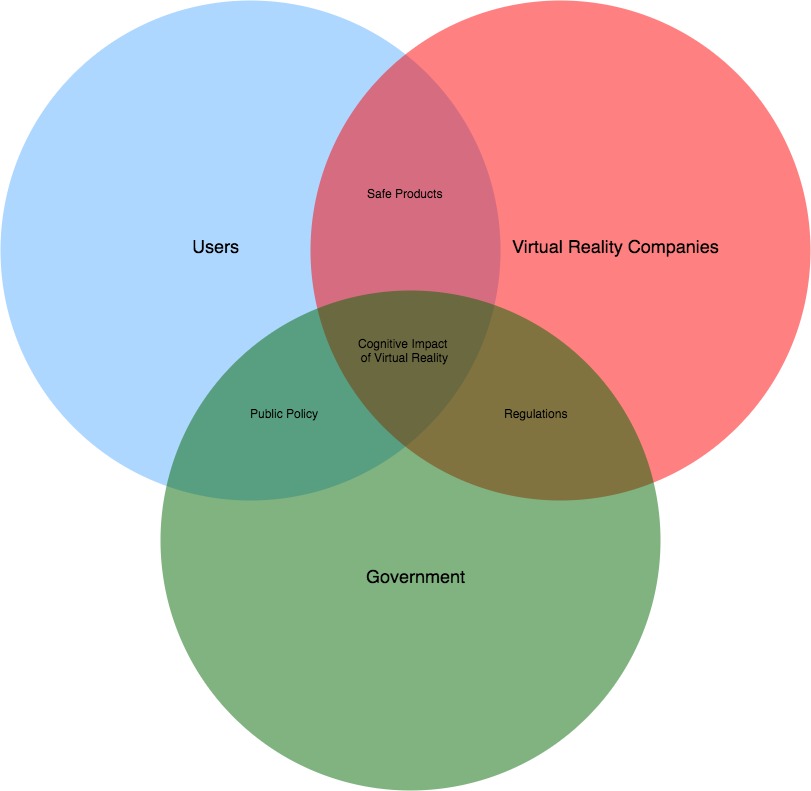 Safe Products
Users
Virtual Reality Companies
Cognitive Impact
of Virtual Reality
Public Policy
Regulations
Government